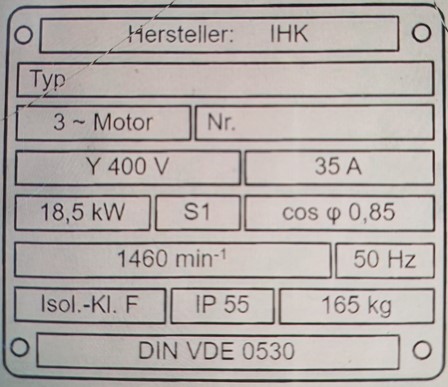 Hersteller: IHK
Typ
3 ~ Motor Nr.
Y 400 V 35 A
18,5 kW S1 cos φ 0,85
1460 min⁻¹ 50 Hz
Isol.-Kl. F IP 55 165 kg
DIN VDE 0530